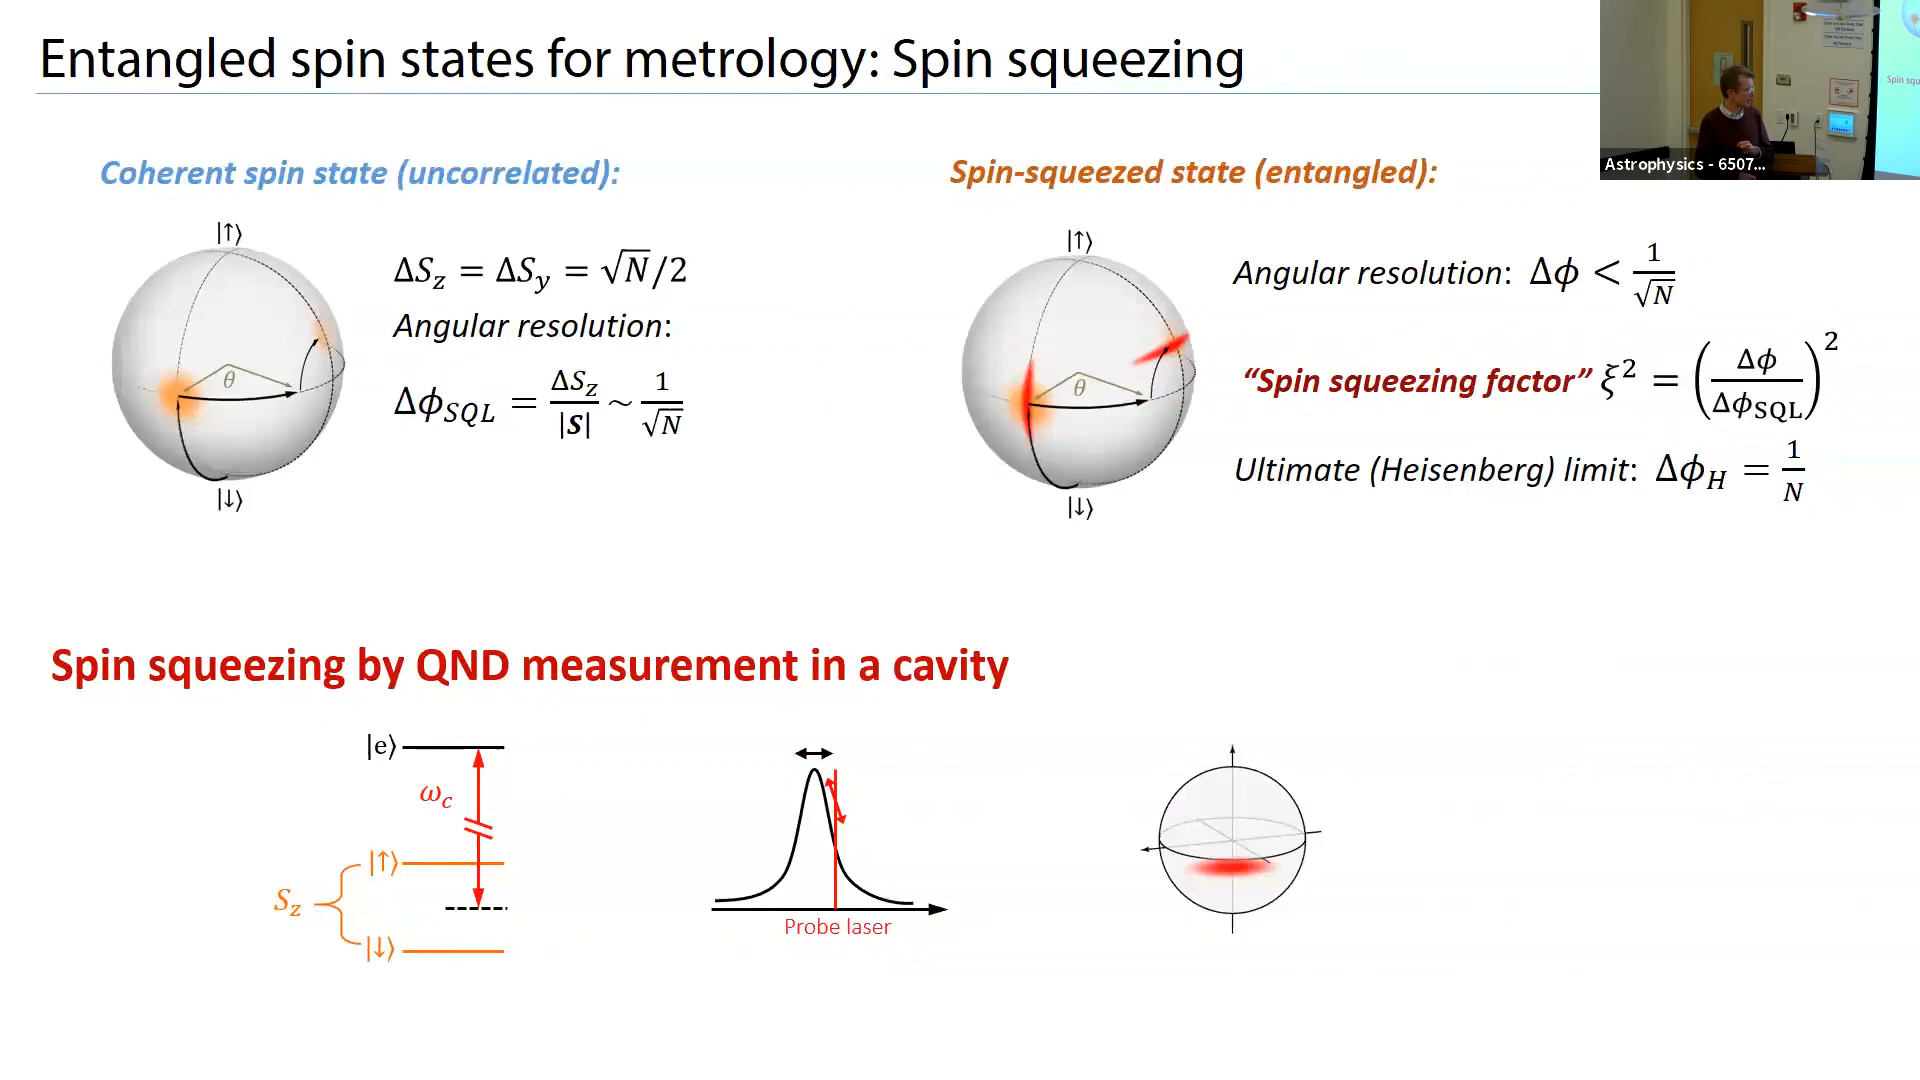 Entangled spin states for metrology: Spin squeezing
Coherent spin state (uncorrelated):
|↑⟩
θ
|↓⟩
ΔS_z = ΔS_y = √N/2
Angular resolution:
Δϕ_SQL = ΔS_z/|S| ~ 1/√N
Spin-squeezed state (entangled):
|↑⟩
θ
|↓⟩
Angular resolution: Δϕ < 1/√N
“Spin squeezing factor” ξ² = (Δϕ/Δϕ_SQL)²
Ultimate (Heisenberg) limit: Δϕ_H = 1/N
Spin squeezing by QND measurement in a cavity
|e⟩
ω_c
|↑⟩
S_z
|↓⟩
Probe laser
Astrophysics - 6507...
Spin squ